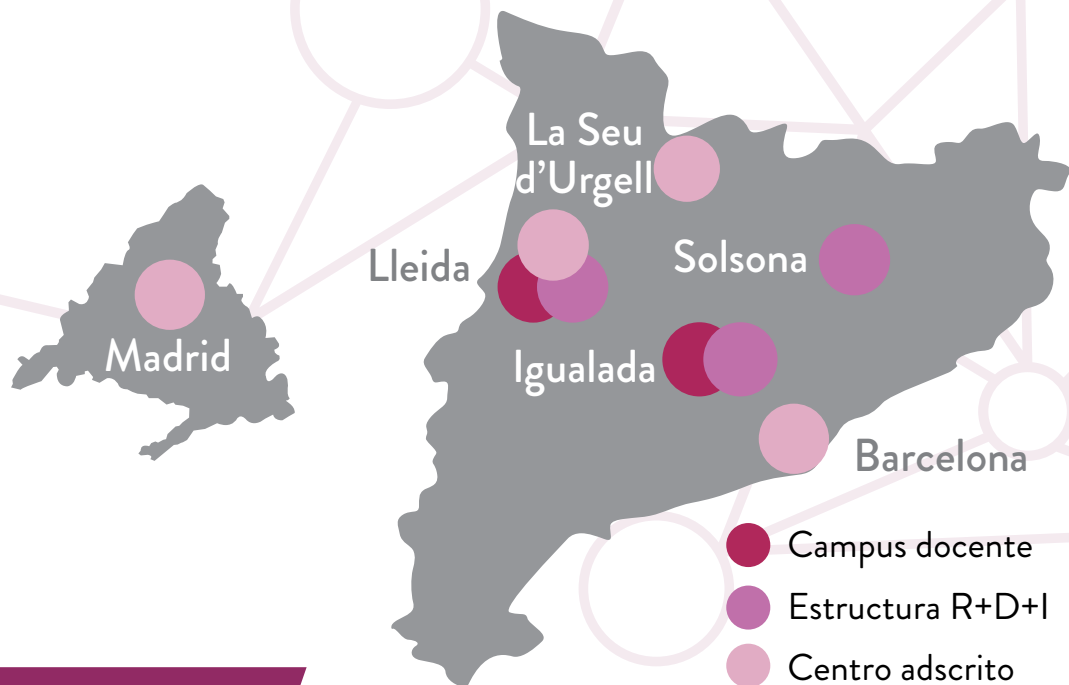 La Seu
d'Urgell
Lleida
Solsona
Madrid
Igualada
Barcelona
Campus docente
Estructura R+D+I
Centro adscrito